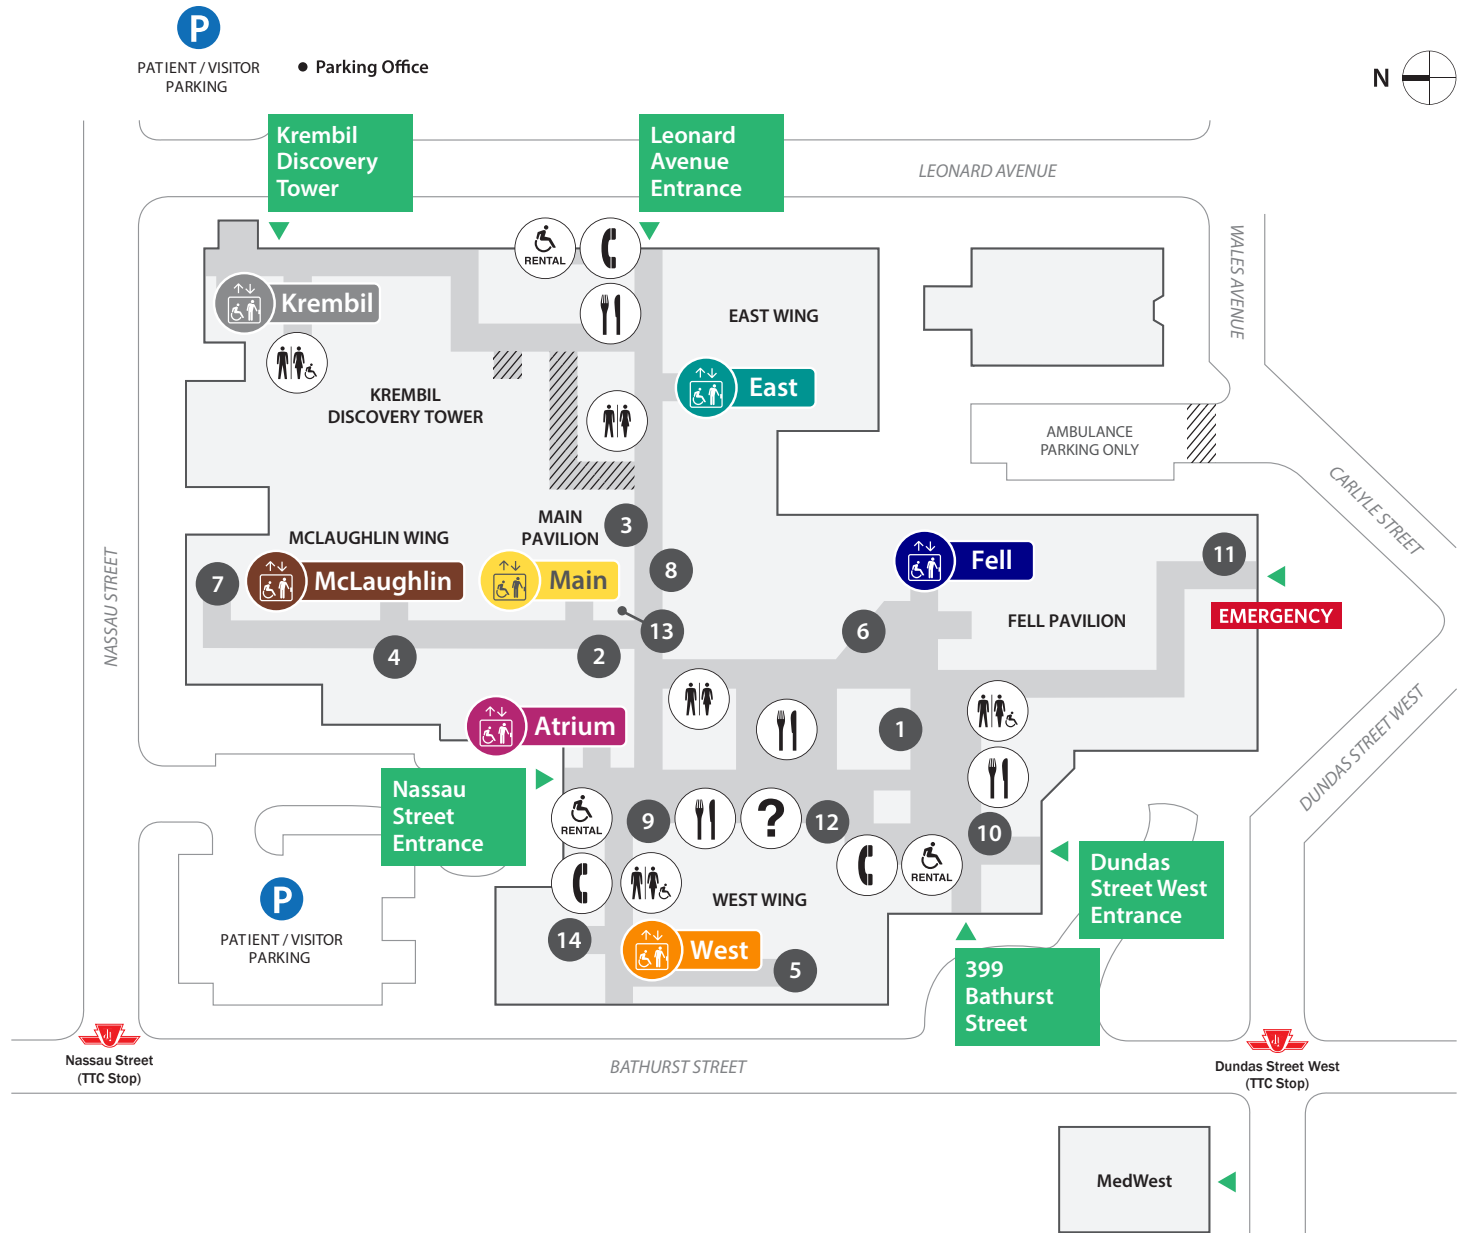 P
PATIENT / VISITOR
PARKING
Parking Office
N
Krembil
Discovery
Tower
Leonard
Avenue
Entrance
LEONARD AVENUE
WALES AVENUE
RENTAL
Krembil
EAST WING
East
KREMBIL
DISCOVERY TOWER
AMBULANCE
PARKING ONLY
CARLYLE STREET
MAIN
PAVILION
3
MCLAUGHLIN WING
7
McLaughlin
Main
8
Fell
11
NASSAU STREET
13
6
FELL PAVILION
EMERGENCY
4
2
Atrium
1
DUNDAS STREET WEST
Nassau
Street
Entrance
RENTAL
9
?
12
10
RENTAL
Dundas
Street West
Entrance
P
PATIENT / VISITOR
PARKING
WEST WING
14
West
5
399
Bathurst
Street
Nassau Street
(TTC Stop)
BATHURST STREET
Dundas Street West
(TTC Stop)
MedWest